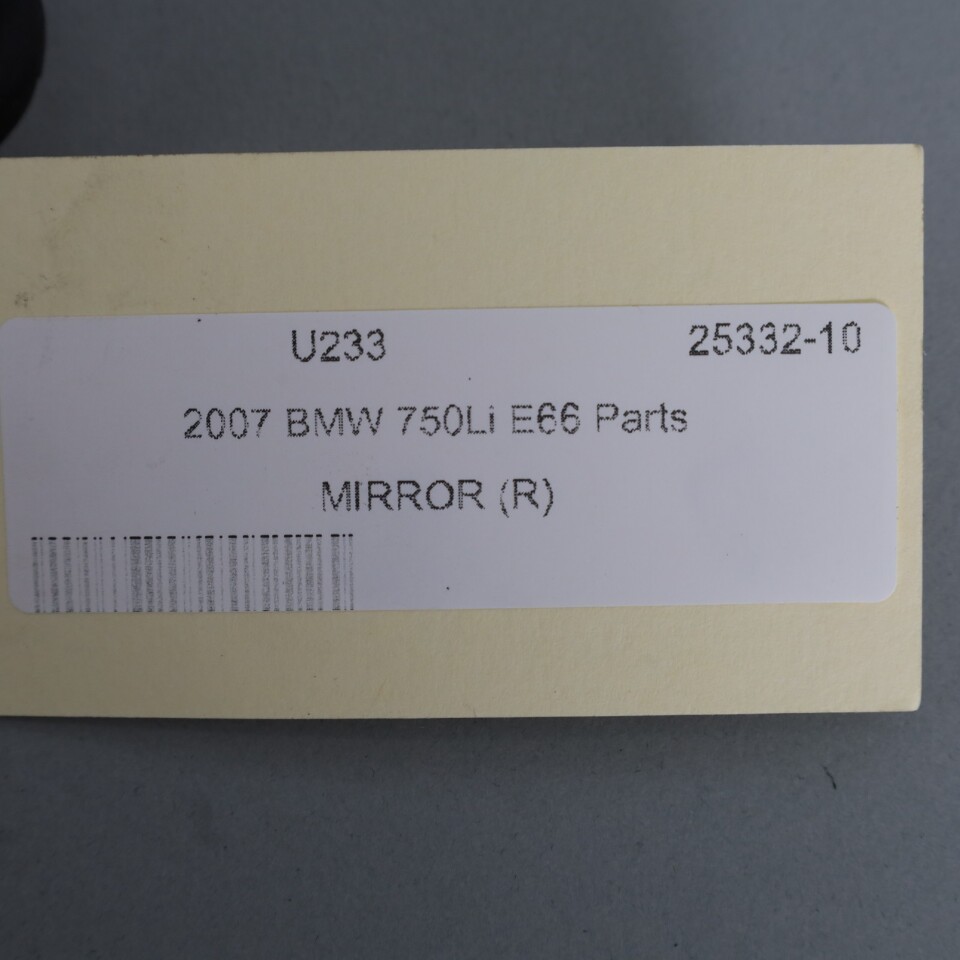 U233 25332-10
2007 BMW 750Li E66 Parts
MIRROR (R)